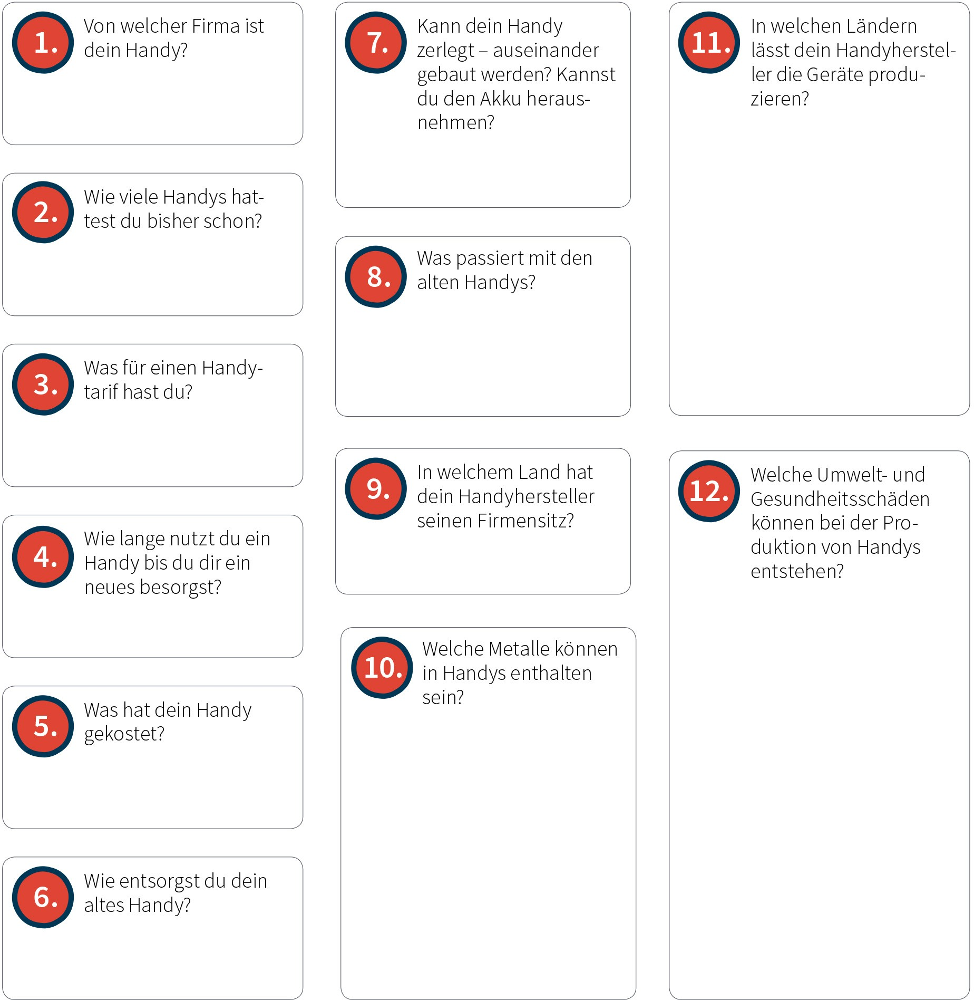 1.
Von welcher Firma ist
dein Handy?
2.
Wie viele Handys hat-
test du bisher schon?
3.
Was für einen Handy-
tarif hast du?
4.
Wie lange nutzt du ein
Handy bis du dir ein
neues besorgst?
5.
Was hat dein Handy
gekostet?
6.
Wie entsorgst du dein
altes Handy?
7.
Kann dein Handy
zerlegt – auseinander
gebaut werden? Kannst
du den Akku heraus-
nehmen?
8.
Was passiert mit den
alten Handys?
9.
In welchem Land hat
dein Handyhersteller
seinen Firmensitz?
10.
Welche Metalle können
in Handys enthalten
sein?
11.
In welchen Ländern
lässt dein Handyherstel-
ler die Geräte produ-
zieren?
12.
Welche Umwelt- und
Gesundheitsschäden
können bei der Pro-
duktion von Handys
entstehen?